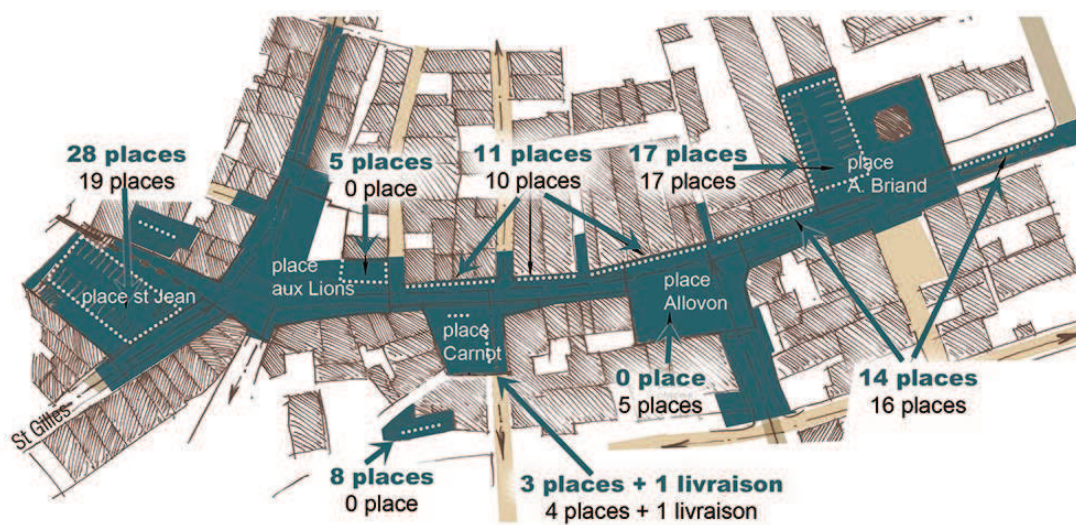 28 places
19 places
5 places
0 place
11 places
10 places
17 places
17 places
place
A. Briand
place st Jean
place
aux Lions
place
Carnot
place
Allovon
St Gilles
0 place
5 places
14 places
16 places
8 places
0 place
3 places + 1 livraison
4 places + 1 livraison